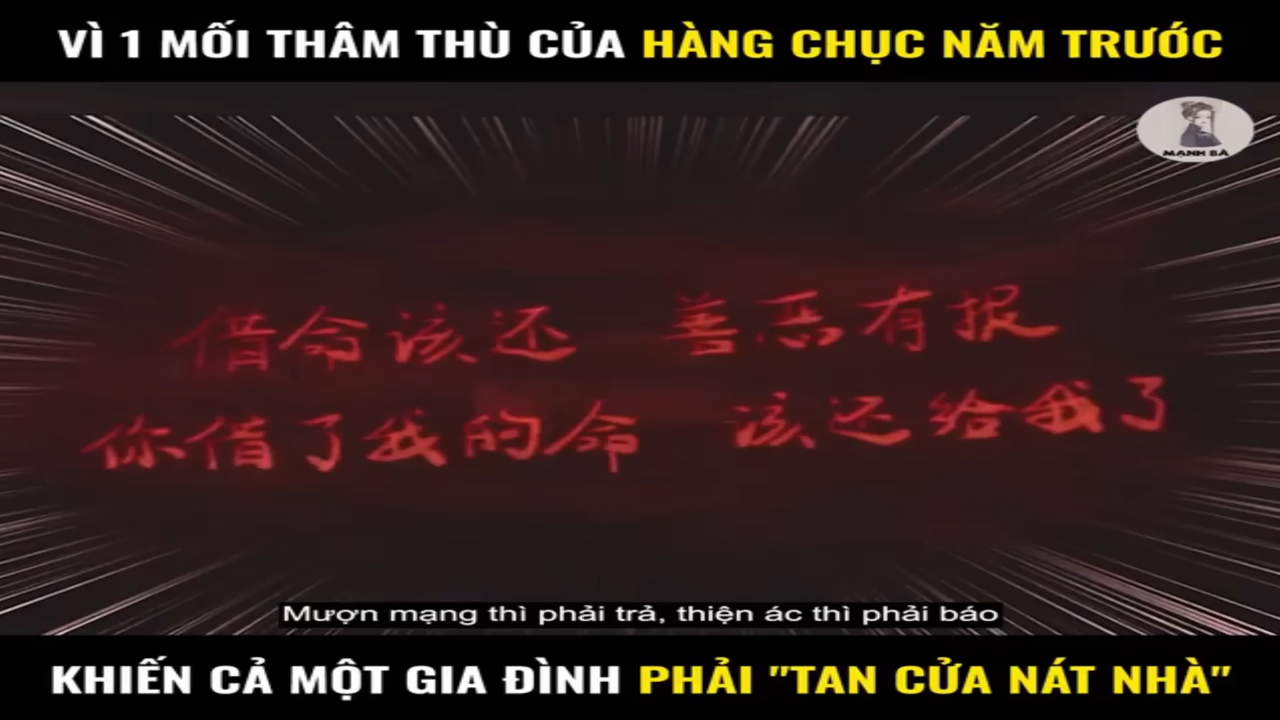 VÌ 1 MỐI THÂM THÙ CỦA HÀNG CHỤC NĂM TRƯỚC
MẠNH BÀ
借命该还 善恶有报
你借了我的命 该还给我了
Mượn mạng thì phải trả, thiện ác thì phải báo
KHIẾN CẢ MỘT GIA ĐÌNH PHẢI "TAN CỬA NÁT NHÀ"